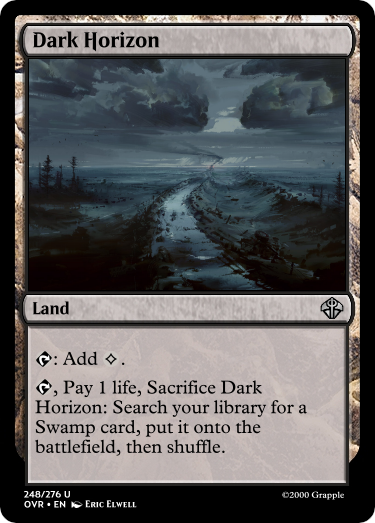 Dark Horizon
Land
: Add .
, Pay 1 life, Sacrifice Dark
Horizon: Search your library for a
Swamp card, put it onto the
battlefield, then shuffle.
248/276 U
OVR • EN Eric Elwell
©2000 Grapple